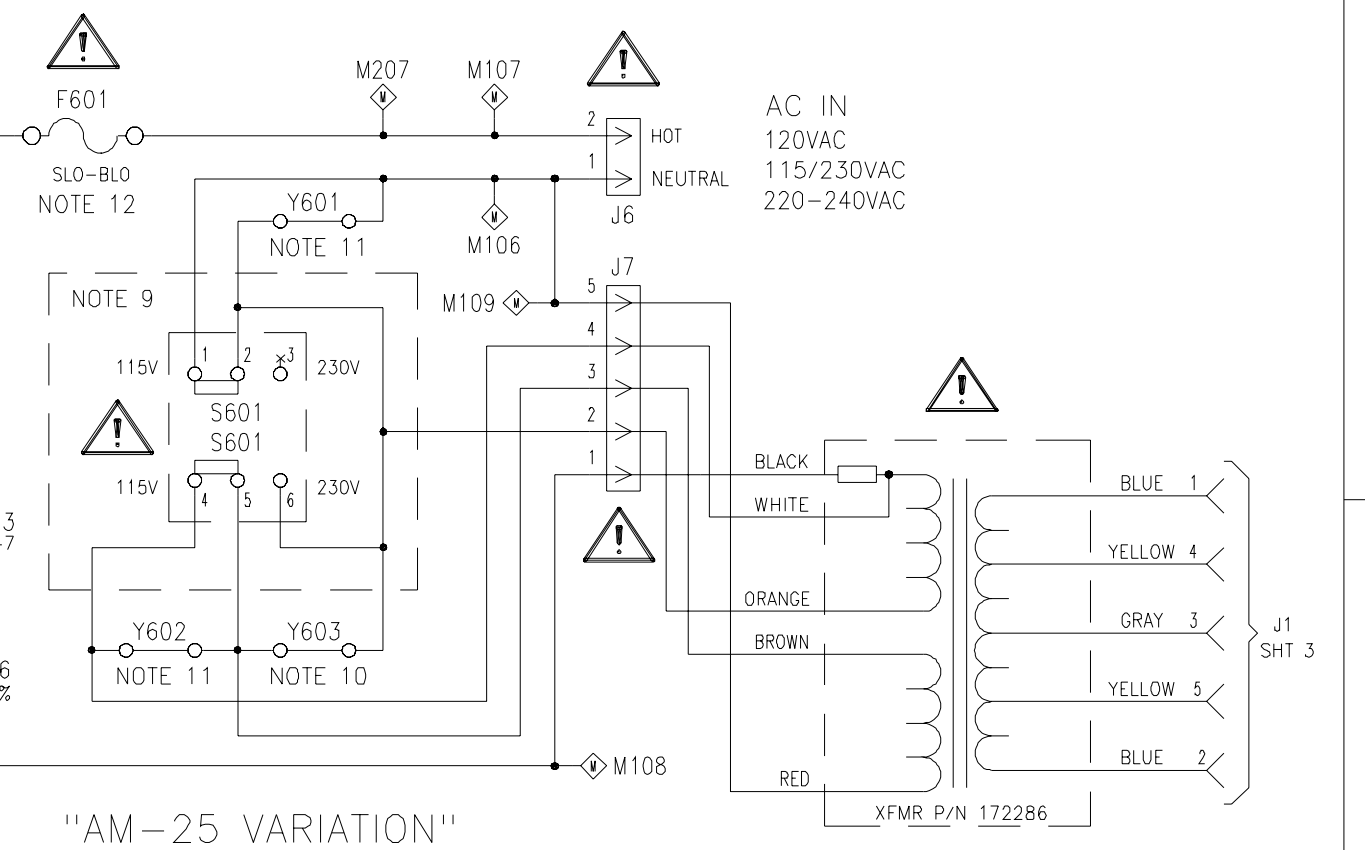 F601
SLO-BLO
NOTE 12
M207
M107
M
M
2
HOT
1
NEUTRAL
J6
AC IN
120VAC
115/230VAC
220-240VAC
Y601
NOTE 11
M
M106
NOTE 9
115V
1
2
3
230V
S601
S601
115V
4
5
6
230V
M109
M
J7
5
4
3
2
1
3
-7
Y602
NOTE 11
Y603
NOTE 10
6
%
M
M108
BLACK
WHITE
ORANGE
BROWN
RED
XFMR P/N 172286
BLUE 1
YELLOW 4
GRAY 3
YELLOW 5
BLUE 2
J1
SHT 3
"AM-25 VARIATION"